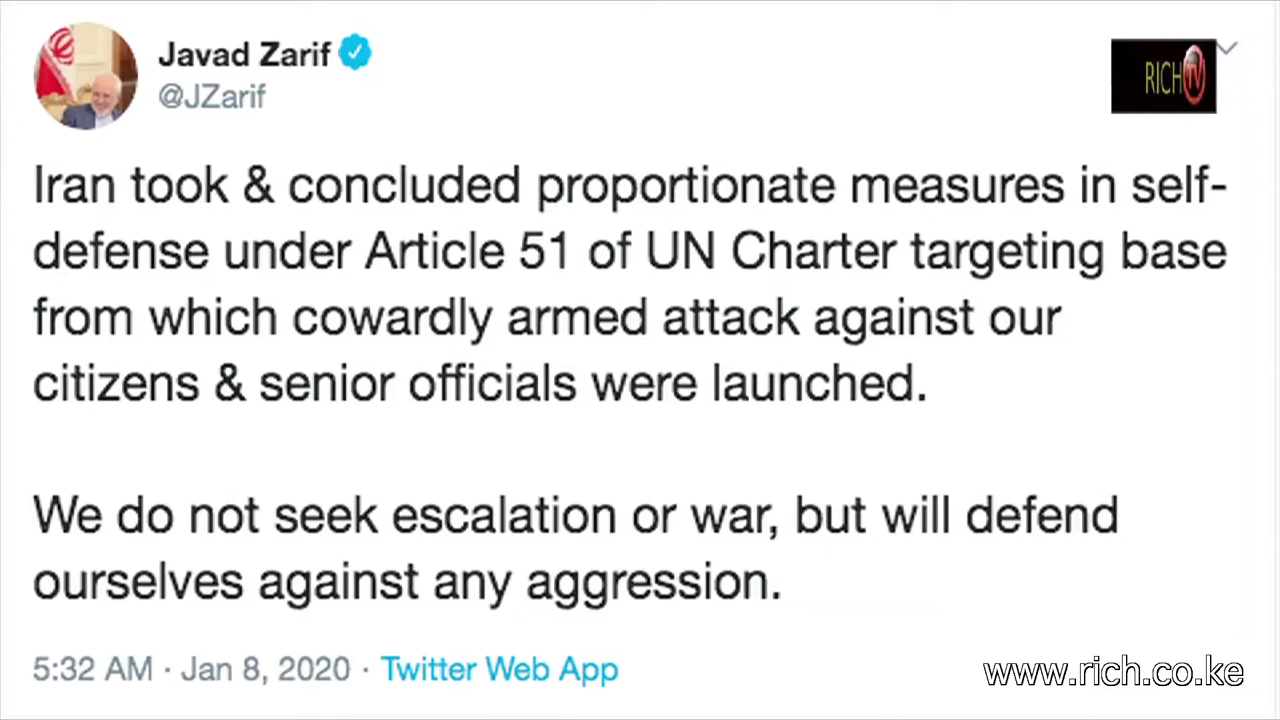 Javad Zarif
@JZarif
RICH TV
Iran took & concluded proportionate measures in self-
defense under Article 51 of UN Charter targeting base
from which cowardly armed attack against our
citizens & senior officials were launched.
We do not seek escalation or war, but will defend
ourselves against any aggression.
5:32 AM · Jan 8, 2020 · Twitter Web App
www.rich.co.ke